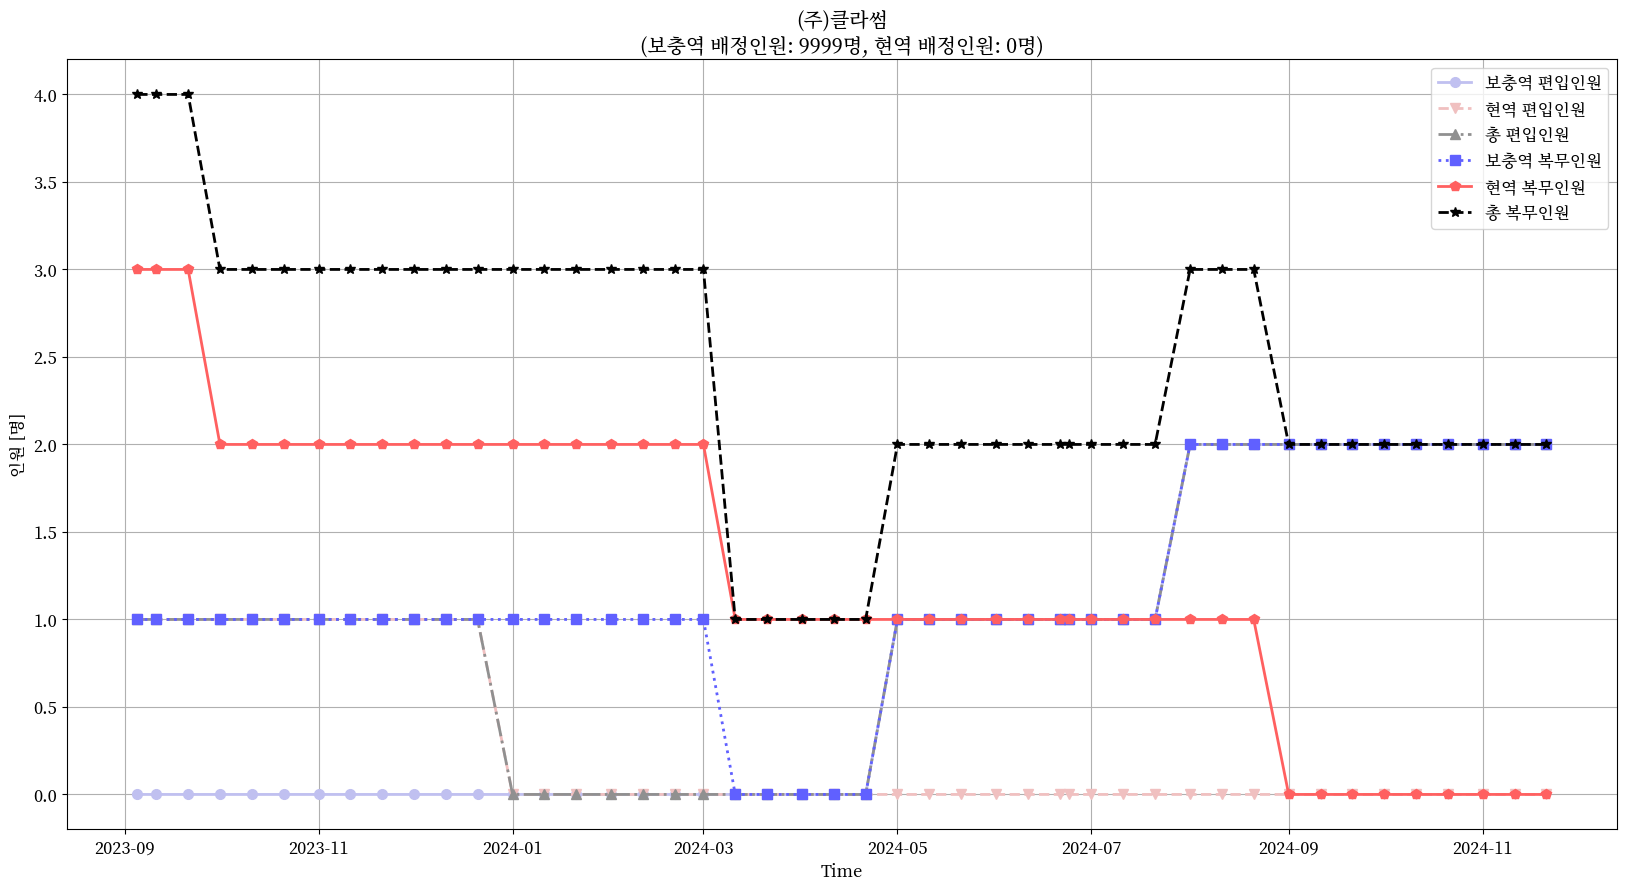 (주)클라썸
(보충역 배정인원: 9999명, 현역 배정인원: 0명)
보충역 편입인원
현역 편입인원
총 편입인원
보충역 복무인원
현역 복무인원
총 복무인원
인원 [명]
4.0
3.5
3.0
2.5
2.0
1.5
1.0
0.5
0.0
2023-09 2023-11 2024-01 2024-03 2024-05 2024-07 2024-09 2024-11
Time